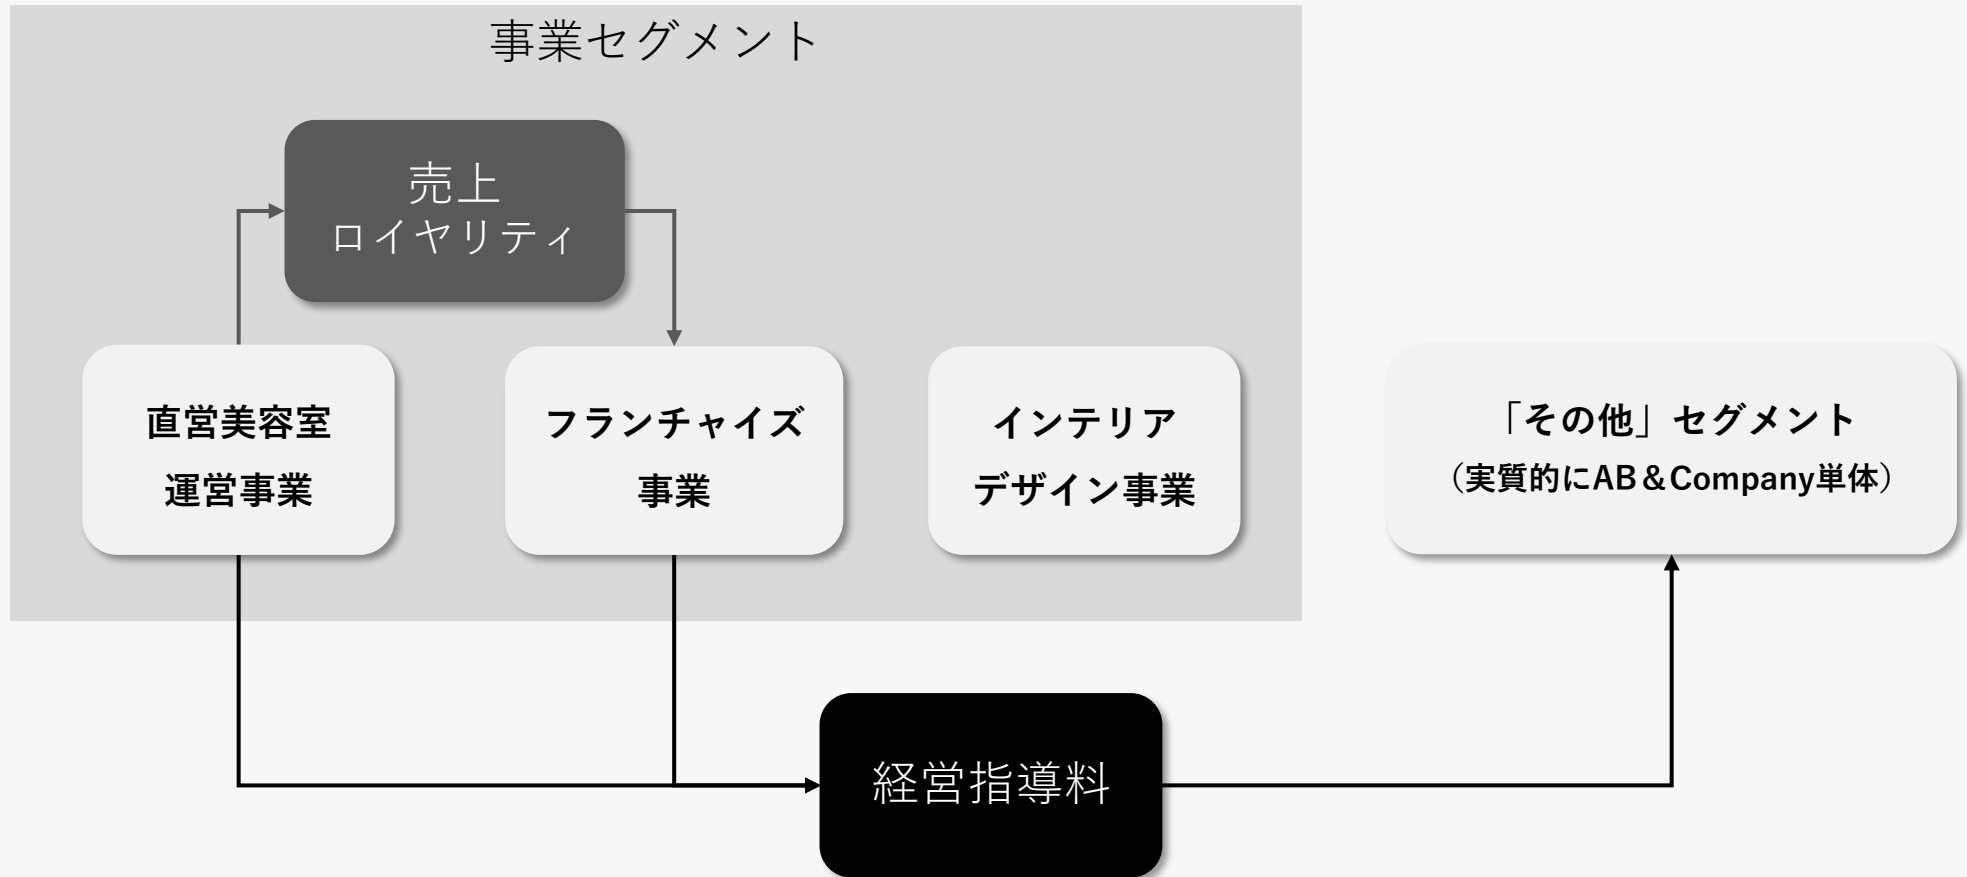 事業セグメント
売上
ロイヤリティ
直営美容室
運営事業
フランチャイズ
事業
インテリア
デザイン事業
「その他」セグメント
（実質的にAB＆Company単体）
経営指導料